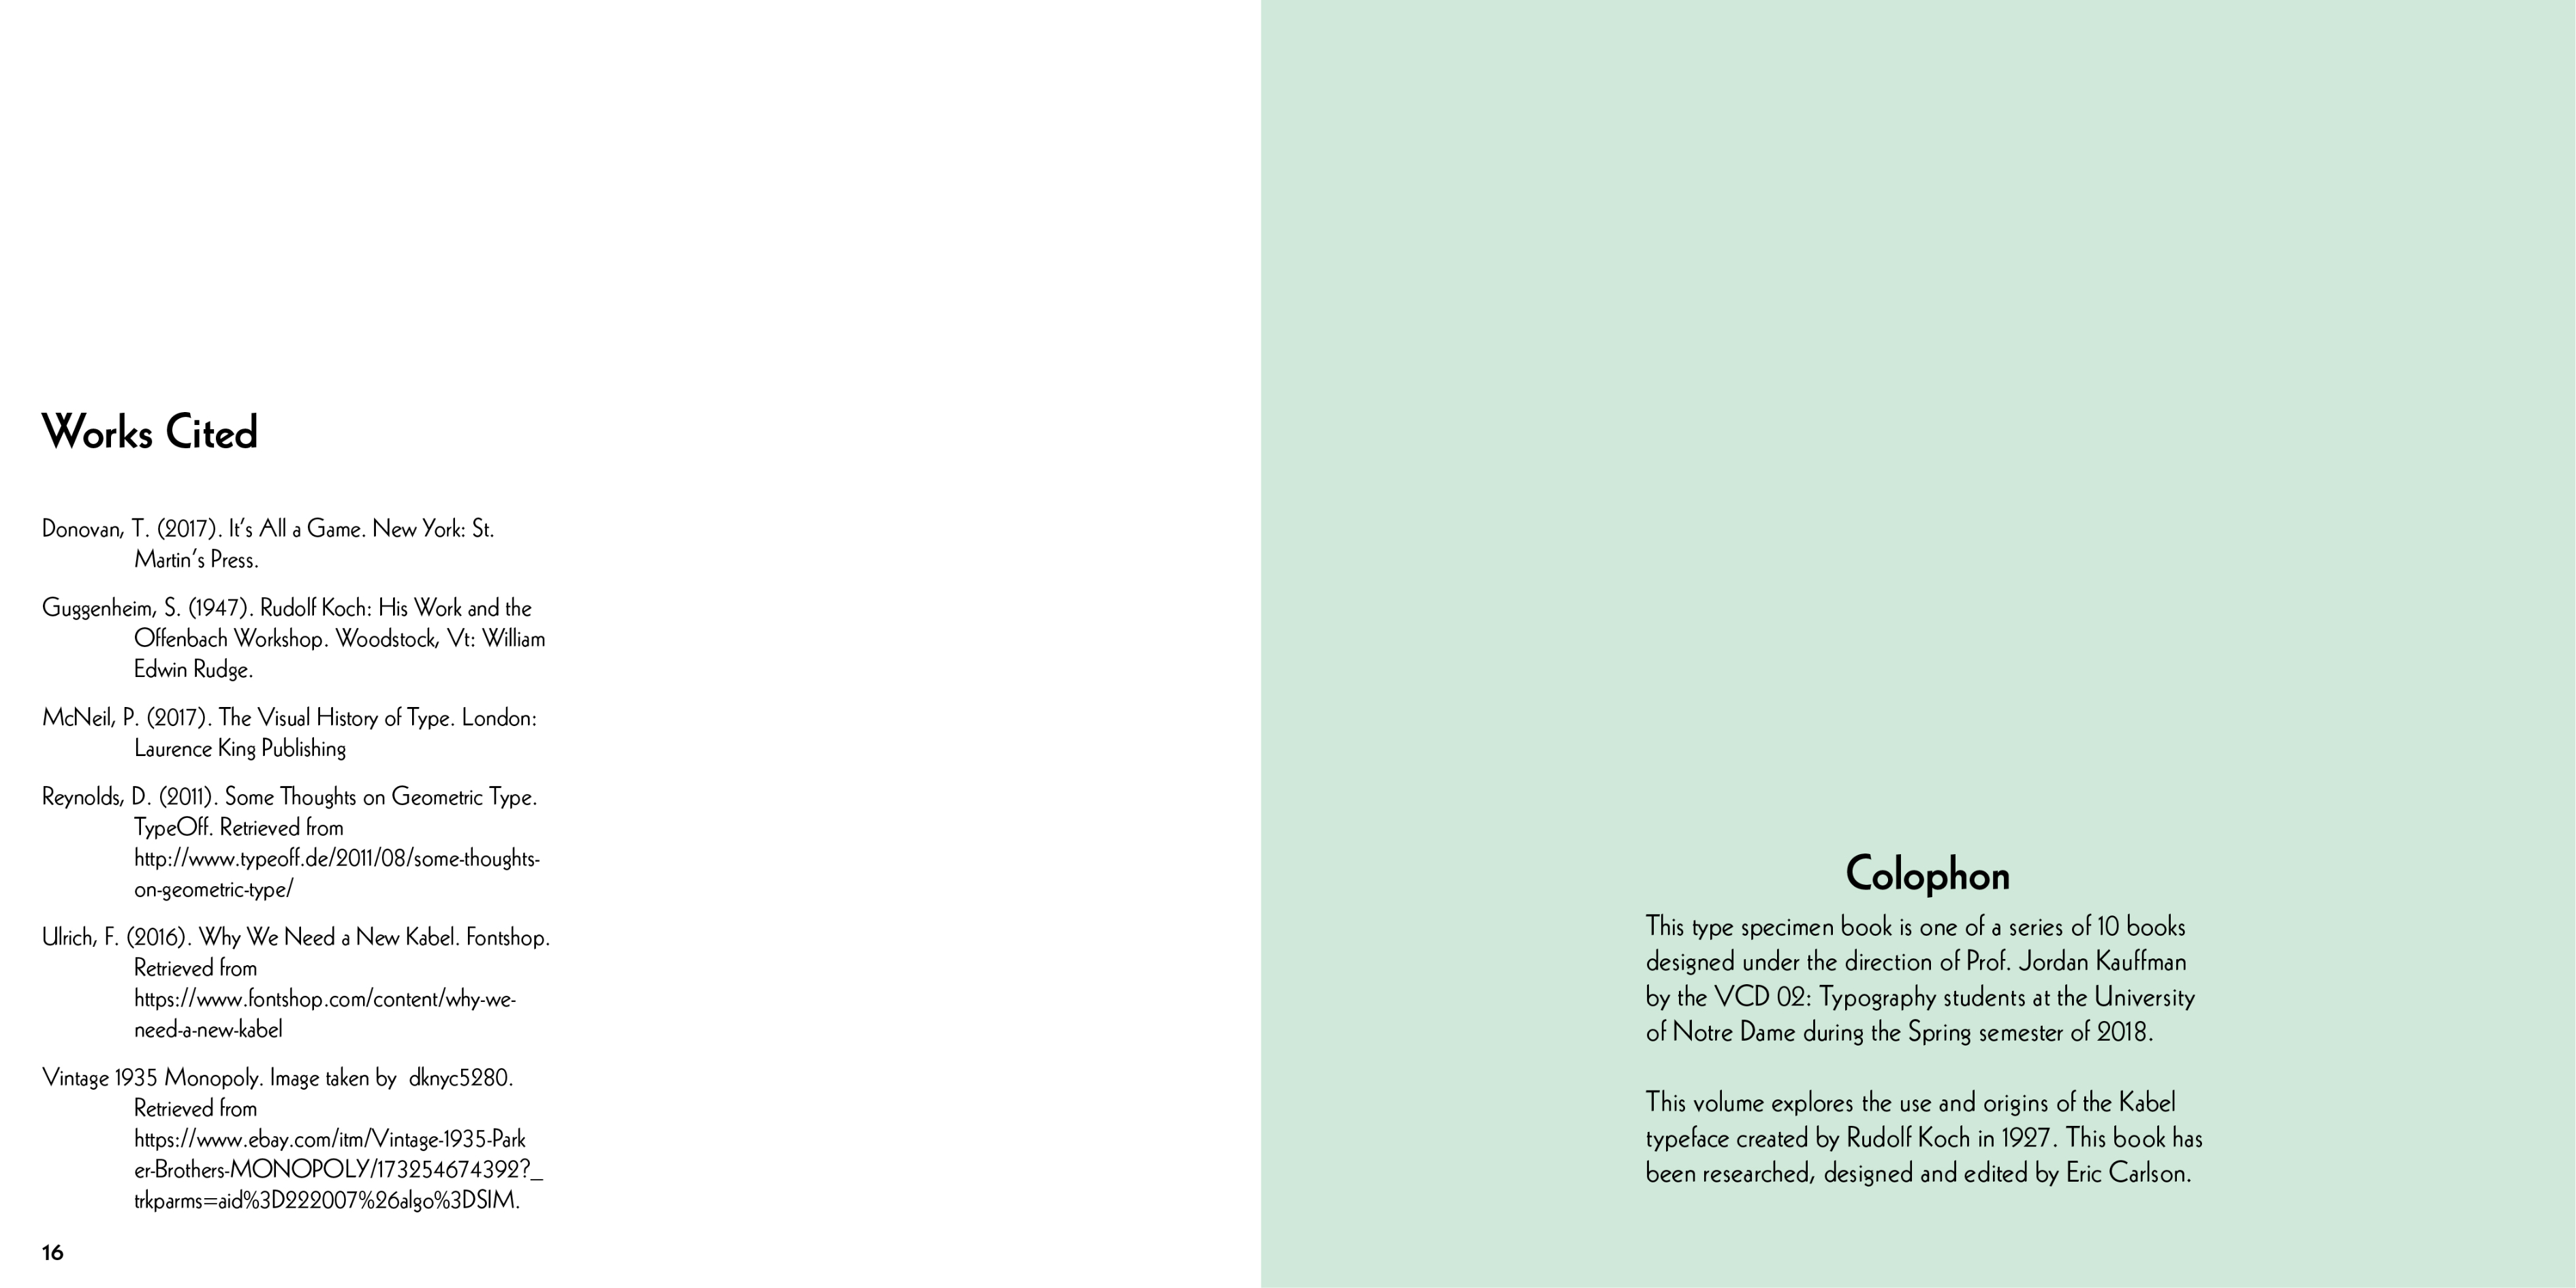 Works Cited
Donovan, T. (2017). It's All a Game. New York: St.
Martin's Press.
Guggenheim, S. (1947). Rudolf Koch: His Work and the
Offenbach Workshop. Woodstock, Vt: William
Edwin Rudge.
McNeil, P. (2017). The Visual History of Type. London:
Laurence King Publishing
Reynolds, D. (2011). Some Thoughts on Geometric Type.
TypeOff. Retrieved from
http://www.typeoff.de/2011/08/some-thoughts-
on-geometric-type/
Ulrich, F. (2016). Why We Need a New Kabel. Fontshop.
Retrieved from
https://www.fontshop.com/content/why-we-
need-a-new-kabel
Vintage 1935 Monopoly. Image taken by  dknyc5280.
Retrieved from
https://www.ebay.com/itm/Vintage-1935-Park
er-Brothers-MONOPOLY/173254674392?_
trkparms=aid%3D222007%26algo%3DSIM.
16
Colophon
This type specimen book is one of a series of 10 books
designed under the direction of Prof. Jordan Kauffman
by the VCD 02: Typography students at the University
of Notre Dame during the Spring semester of 2018.
This volume explores the use and origins of the Kabel
typeface created by Rudolf Koch in 1927. This book has
been researched, designed and edited by Eric Carlson.